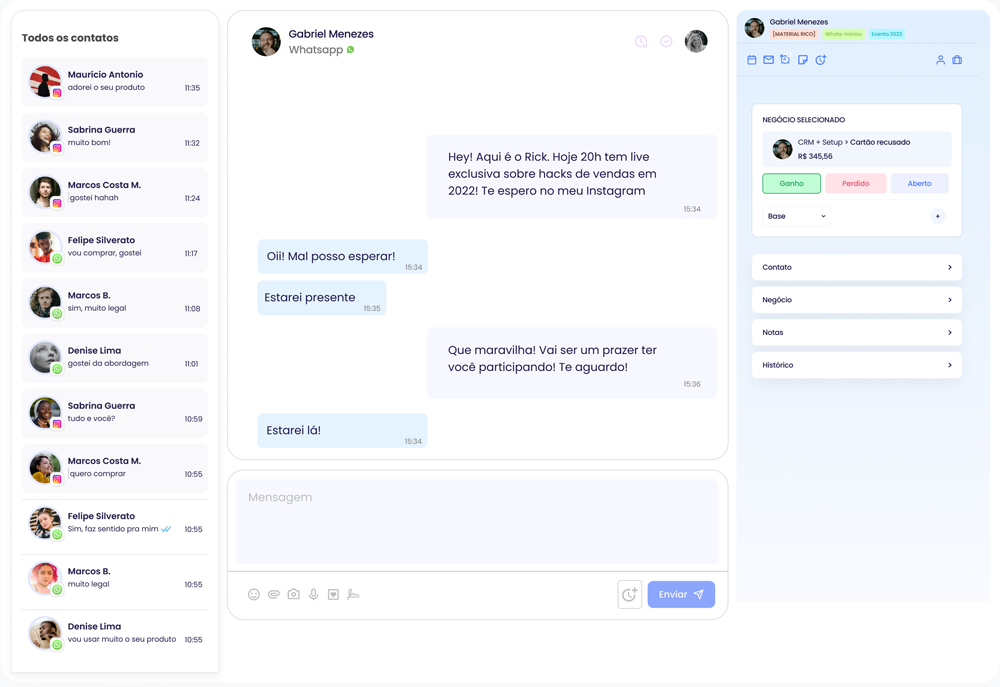 Todos os contatos
Mauricio Antonio
adorei o seu produto
11:35
Sabrina Guerra
muito bom!
11:32
Marcos Costa M.
gostei hahah
11:24
Felipe Silverato
vou comprar, gostei
11:17
Marcos B.
sim, muito legal
11:08
Denise Lima
gostei da abordagem
11:01
Sabrina Guerra
tudo e você?
10:59
Marcos Costa M.
quero comprar
10:55
Felipe Silverato
Sim, faz sentido pra mim
10:55
Marcos B.
muito legal
10:55
Denise Lima
vou usar muito o seu produto
10:55
Gabriel Menezes
Whatsapp
Hey! Aqui é o Rick. Hoje 20h tem live
exclusiva sobre hacks de vendas em
2022! Te espero no meu Instagram
15:34
Oii! Mal posso esperar!
15:34
Estarei presente
15:35
Que maravilha! Vai ser um prazer ter
você participando! Te aguardo!
15:36
Estarei lá!
15:34
Mensagem
Enviar
Gabriel Menezes
[MATERIAL RICO]
Whats-Iniciou
Evento 2023
NEGÓCIO SELECIONADO
CRM + Setup > Cartão recusado
R$ 345,56
Ganho
Perdido
Aberto
Base
+
Contato
Negócio
Notas
Histórico